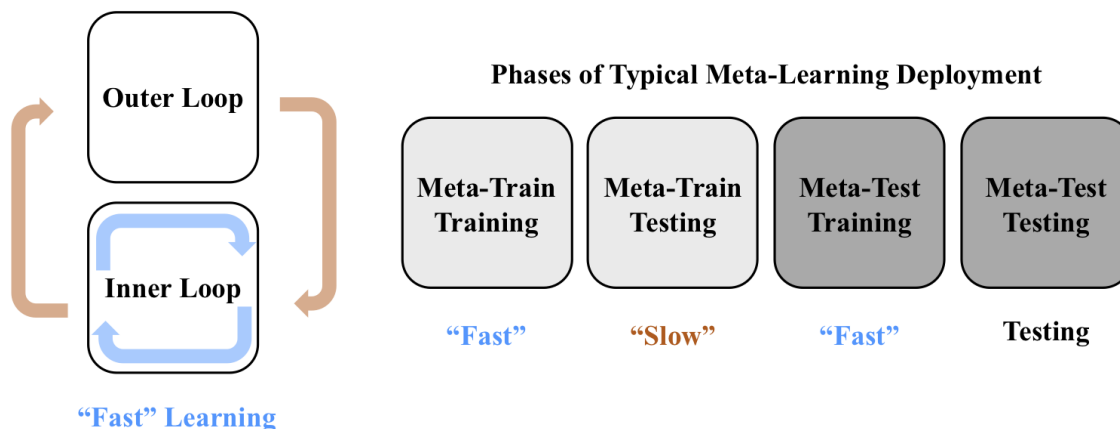 Outer Loop
Inner Loop
“Fast” Learning
Phases of Typical Meta-Learning Deployment
Meta-Train
Training
Meta-Train
Testing
Meta-Test
Training
Meta-Test
Testing
“Fast”
“Slow”
“Fast”
Testing